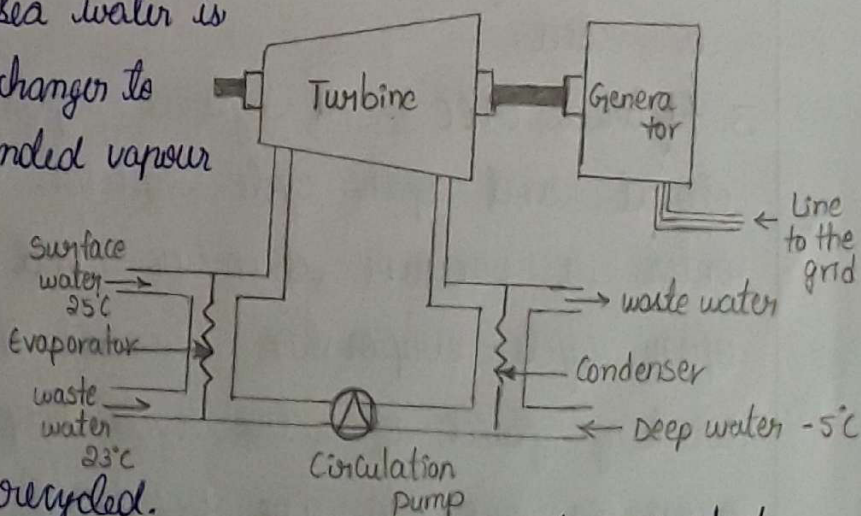 sea water is
changer to
nded vapour
Turbine
Genera
tor
Line
to the
grid
Surface
water
25°C
Evaporator
waste
water
23°C
waste water
Condenser
Deep water - 5°C
Circulation
pump
recycled.